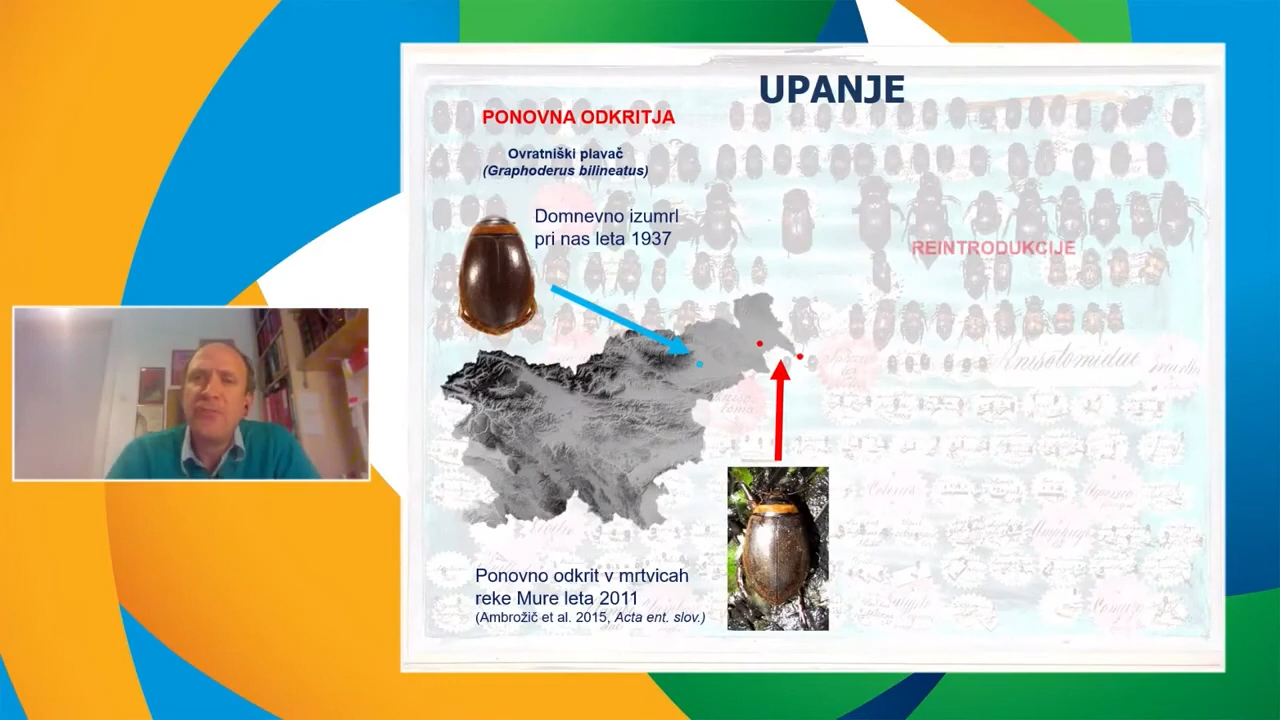 UPANJE
PONOVNA ODKRITJA
Ovratniški plavač
(Graphoderus bilineatus)
Domnevno izumrl
pri nas leta 1937
REINTRODUKCIJE
Ponovno odkrit v mrtvicah
reke Mure leta 2011
(Ambrožič et al. 2015, Acta ent. slov.)